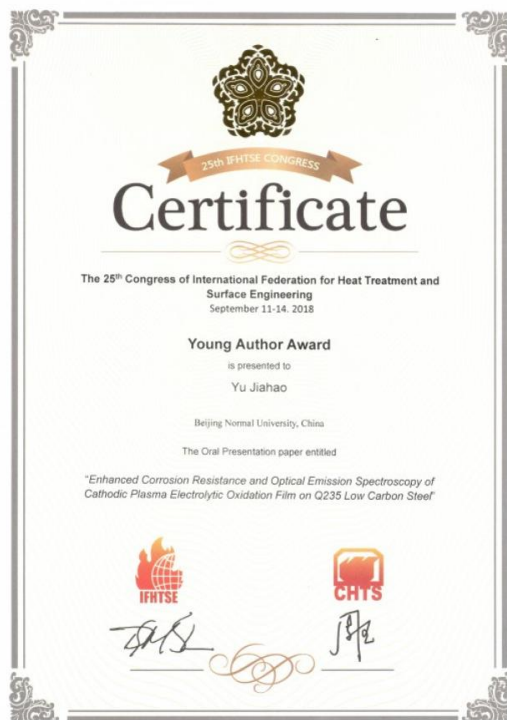 25th IFHTSE CONGRESS
Certificate
The 25th Congress of International Federation for Heat Treatment and
Surface Engineering
September 11-14. 2018
Young Author Award
is presented to
Yu Jiahao
Beijing Normal University, China
The Oral Presentation paper entitled
"Enhanced Corrosion Resistance and Optical Emission Spectroscopy of
Cathodic Plasma Electrolytic Oxidation Film on Q235 Low Carbon Steel"
IFHTSE
CHTS